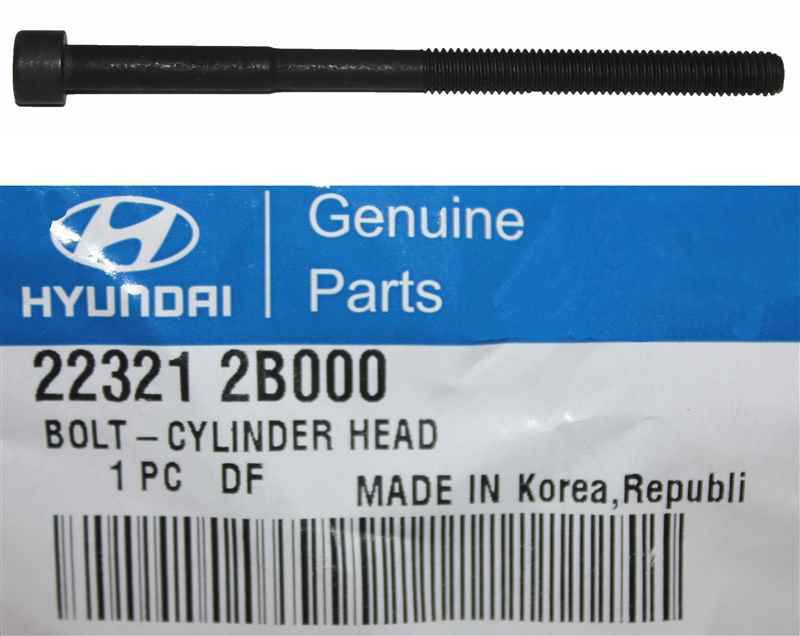 Genuine
Parts
HYUNDAI
22321 2B000
BOLT-CYLINDER HEAD
1 PC DF
MADE IN Korea,Republi